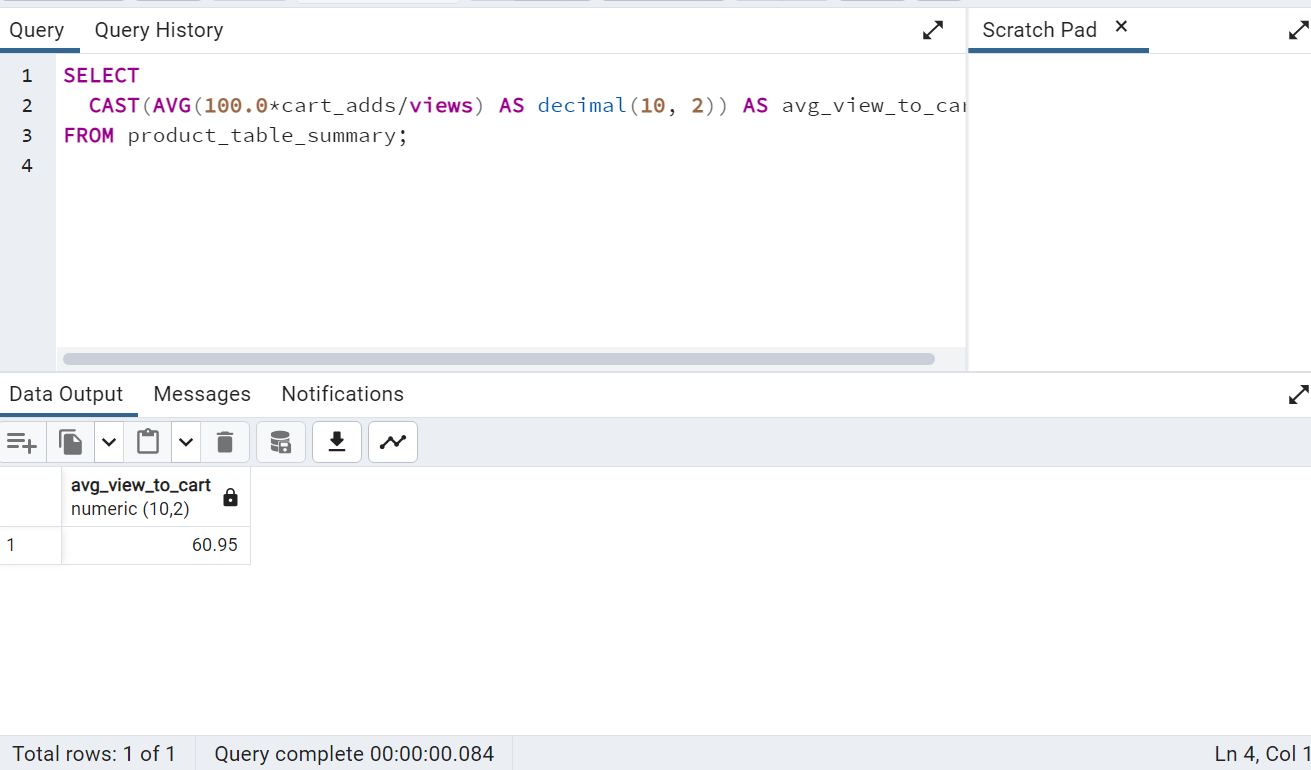 Query Query History
Scratch Pad ×
1 SELECT
2 CAST(AVG(100.0*cart_adds/views) AS decimal(10, 2)) AS avg_view_to_car
3 FROM product_table_summary;
4
Data Output Messages Notifications
avg_view_to_cart
numeric (10,2)
1 60.95
Total rows: 1 of 1 Query complete 00:00:00.084 Ln 4, Col 1